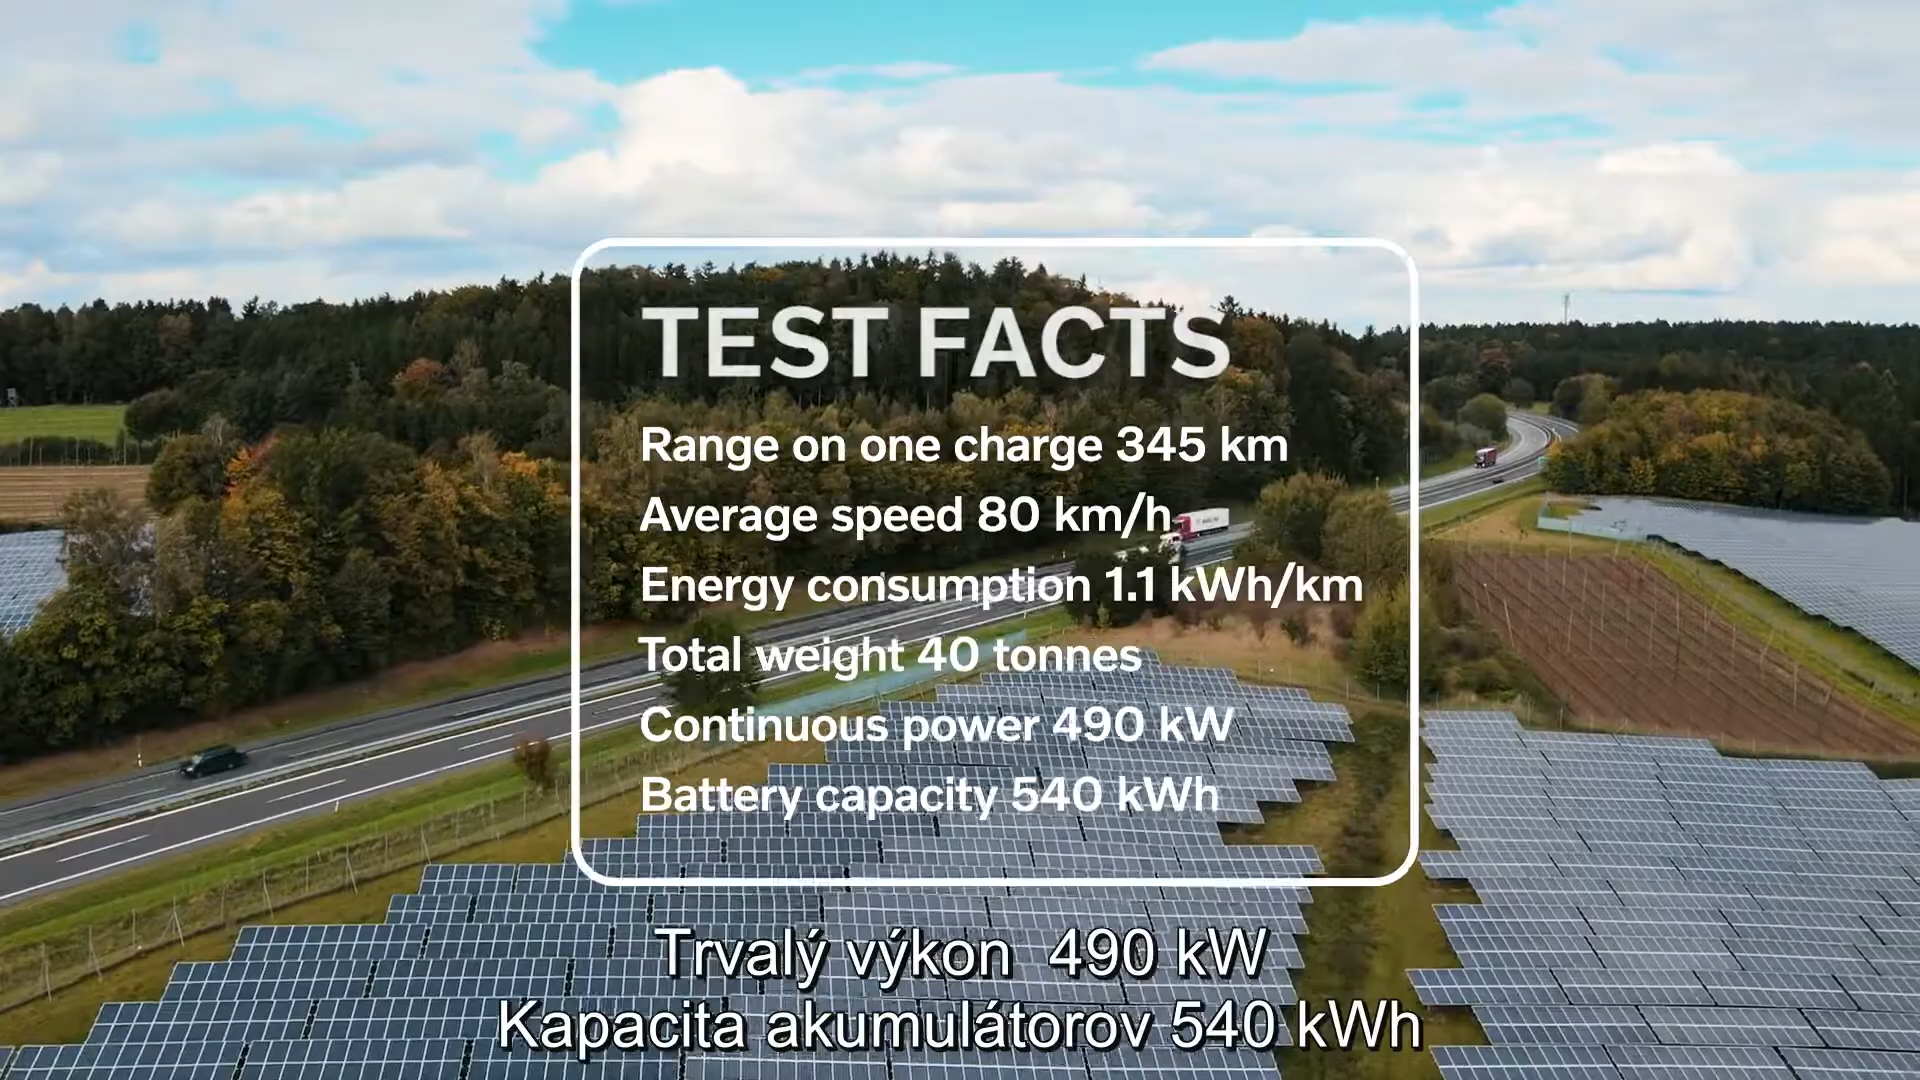 TEST FACTS
Range on one charge 345 km
Average speed 80 km/h
Energy consumption 1.1 kWh/km
Total weight 40 tonnes
Continuous power 490 kW
Battery capacity 540 kWh
Trvalý výkon 490 kW
Kapacita akumulátorov 540 kWh